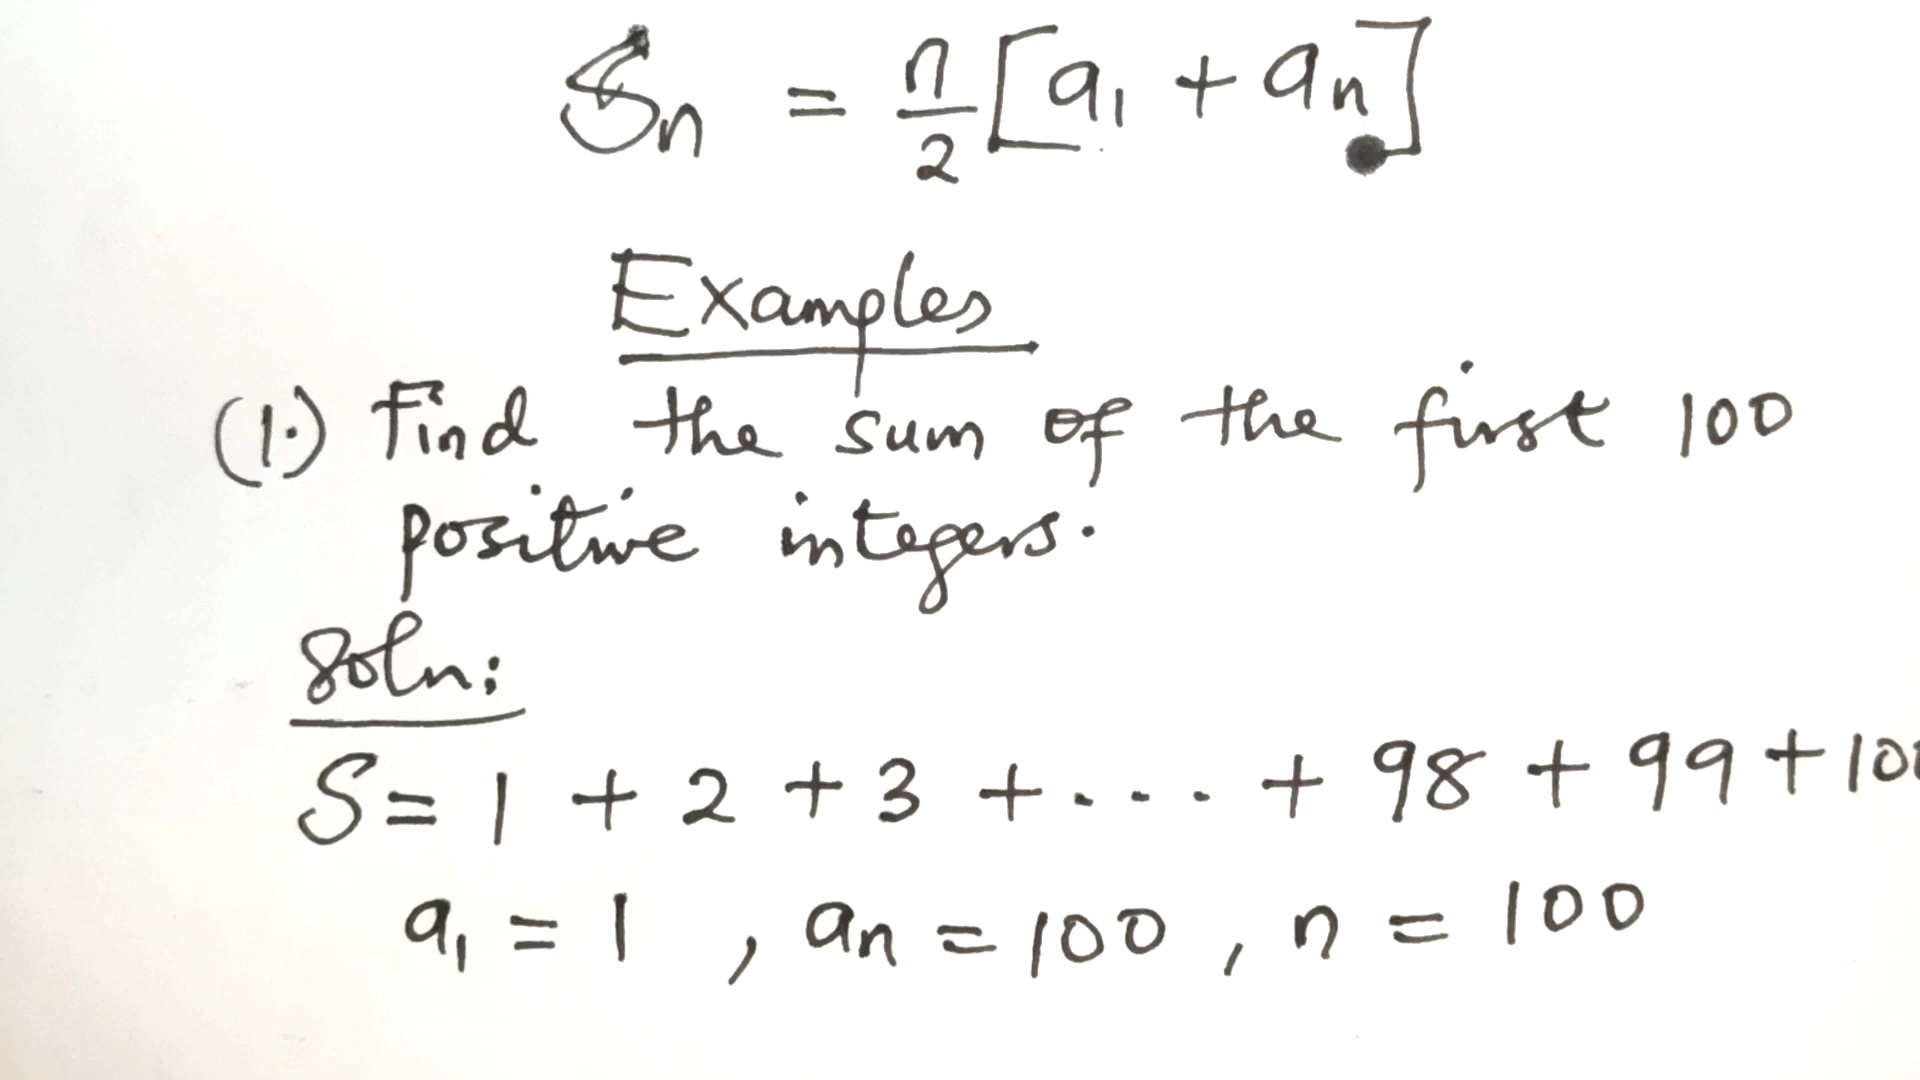 Sn = n/2 [a₁ + an]
Examples
(1.) Find the sum of the first 100
positive integers.
Soln:
S = 1 + 2 + 3 + . . . . + 98 + 99 + 100
a₁ = 1 , an = 100 , n = 100